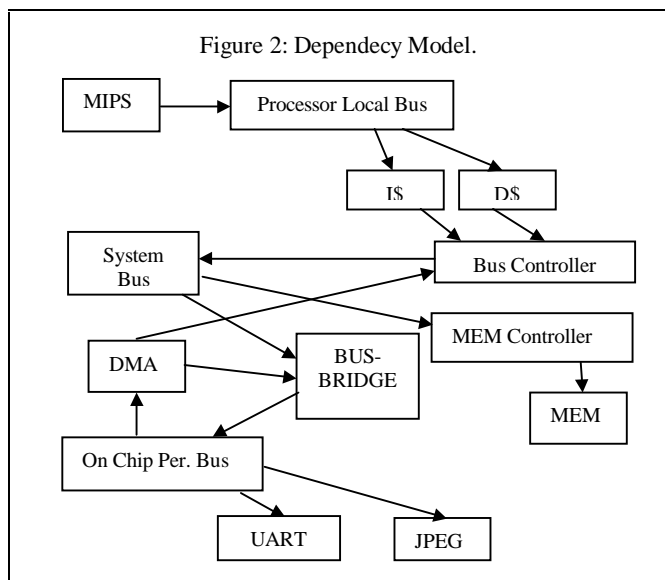 Figure 2: Dependecy Model.
MIPS
Processor Local Bus
I$
D$
System
Bus
Bus Controller
DMA
BUS-
BRIDGE
MEM Controller
MEM
On Chip Per. Bus
UART
JPEG